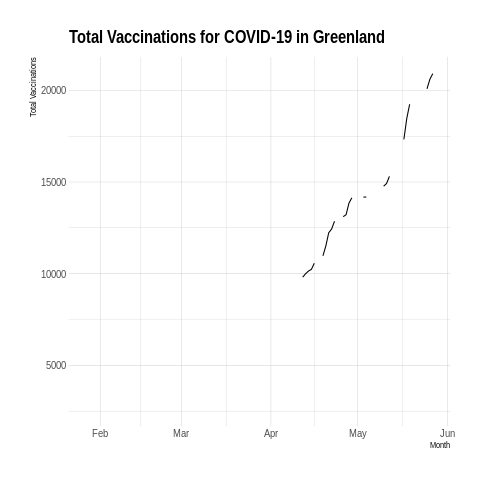 Total Vaccinations for COVID-19 in Greenland
Total Vaccinations
20000
15000
10000
5000
Feb Mar Apr May Jun
Month